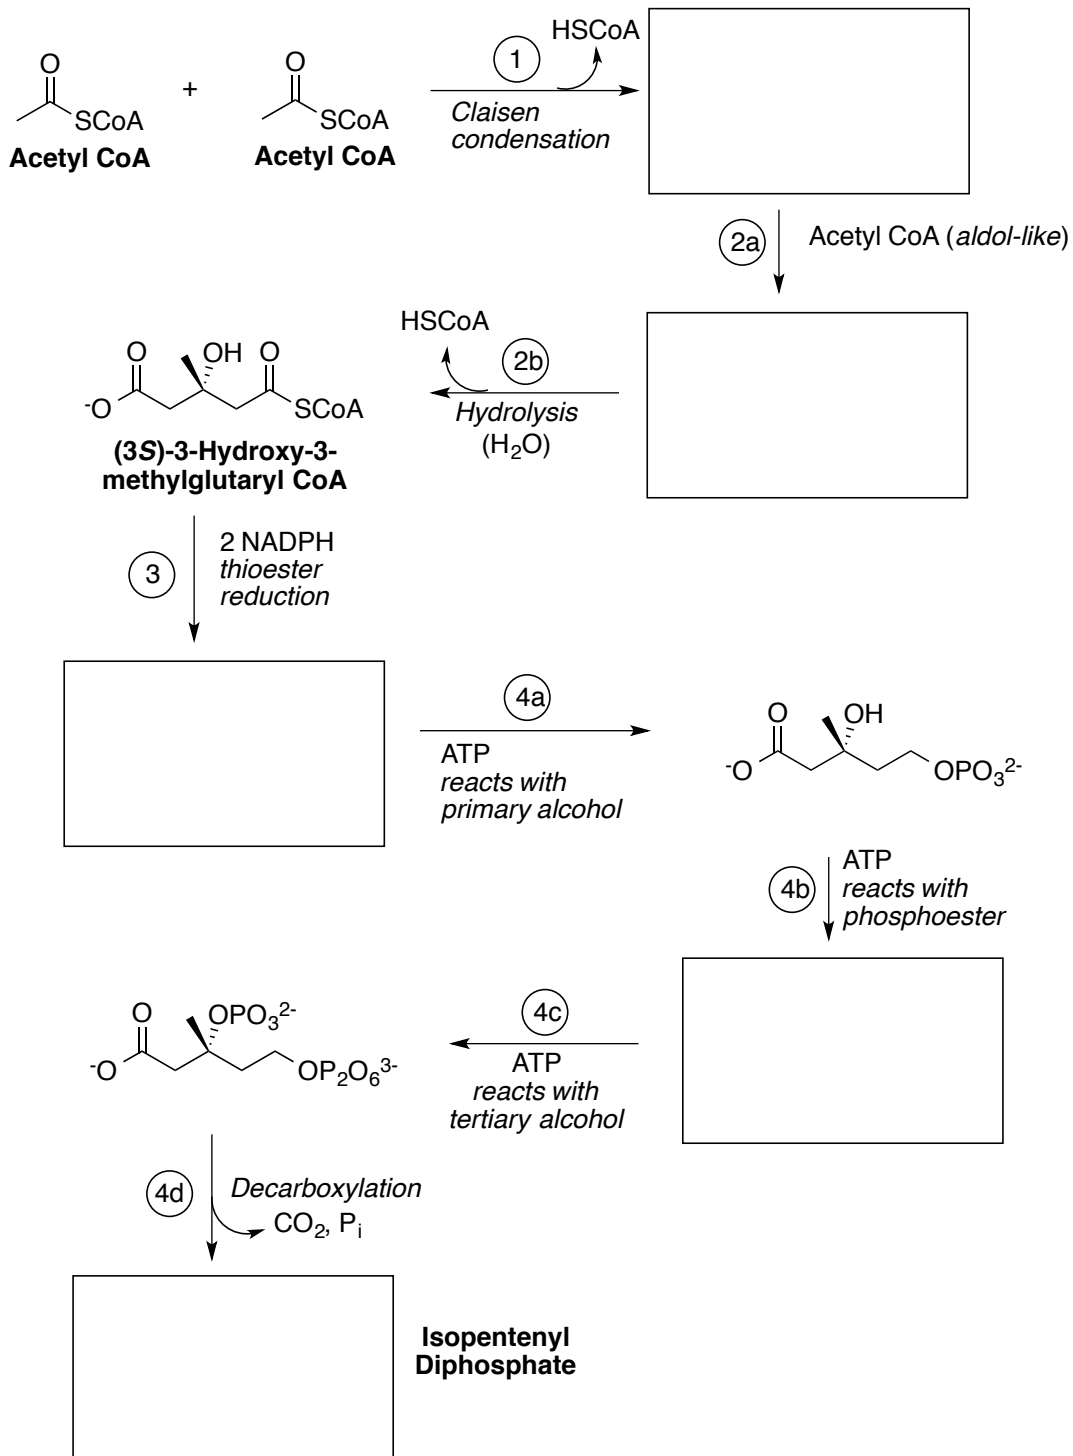 O
SCoA
Acetyl CoA
+
O
SCoA
Acetyl CoA
1
HSCoA
Claisen
condensation
2a
Acetyl CoA (aldol-like)
HSCoA
2b
Hydrolysis
(H₂O)
O
OH
O
⁻O
SCoA
(3S)-3-Hydroxy-3-
methylglutaryl CoA
3
2 NADPH
thioester
reduction
4a
ATP
reacts with
primary alcohol
O
OH
⁻O
OPO₃²⁻
4b
ATP
reacts with
phosphoester
4c
ATP
reacts with
tertiary alcohol
O
OPO₃²⁻
⁻O
OP₂O₆³⁻
4d
Decarboxylation
CO₂, Pᵢ
Isopentenyl
Diphosphate